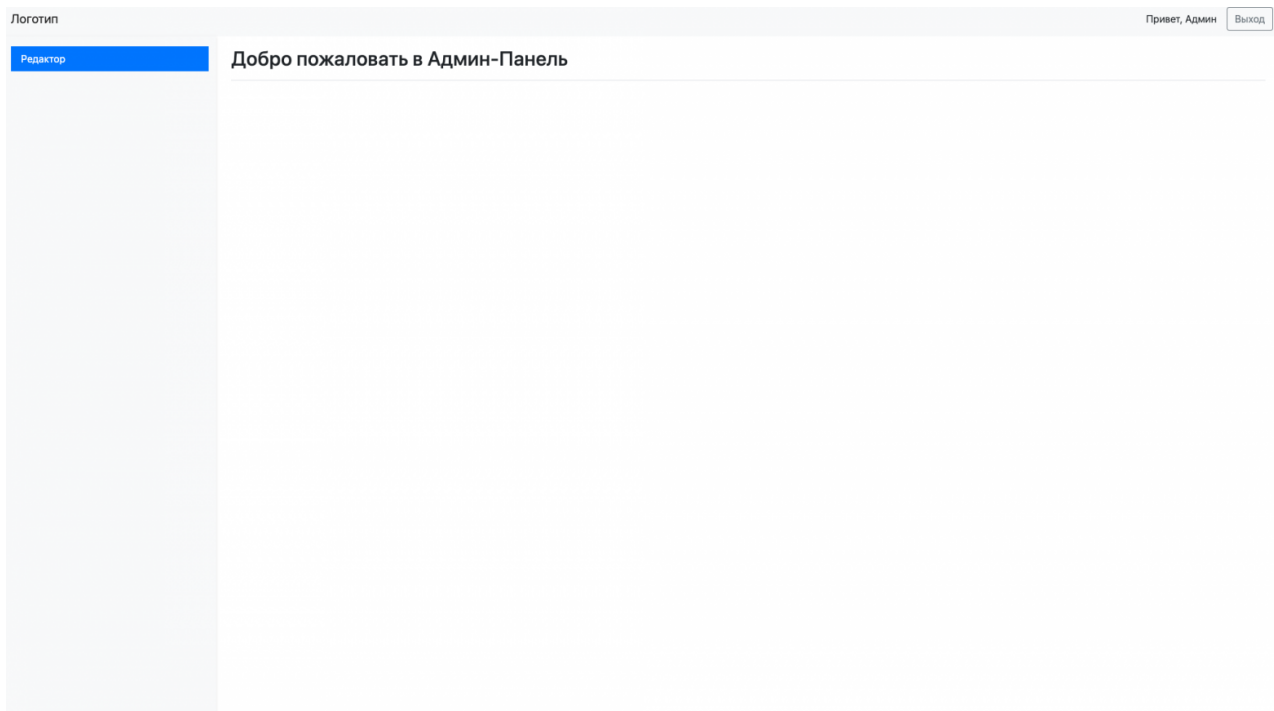 Логотип
Привет, Админ
Выход
Редактор
Добро пожаловать в Админ-Панель